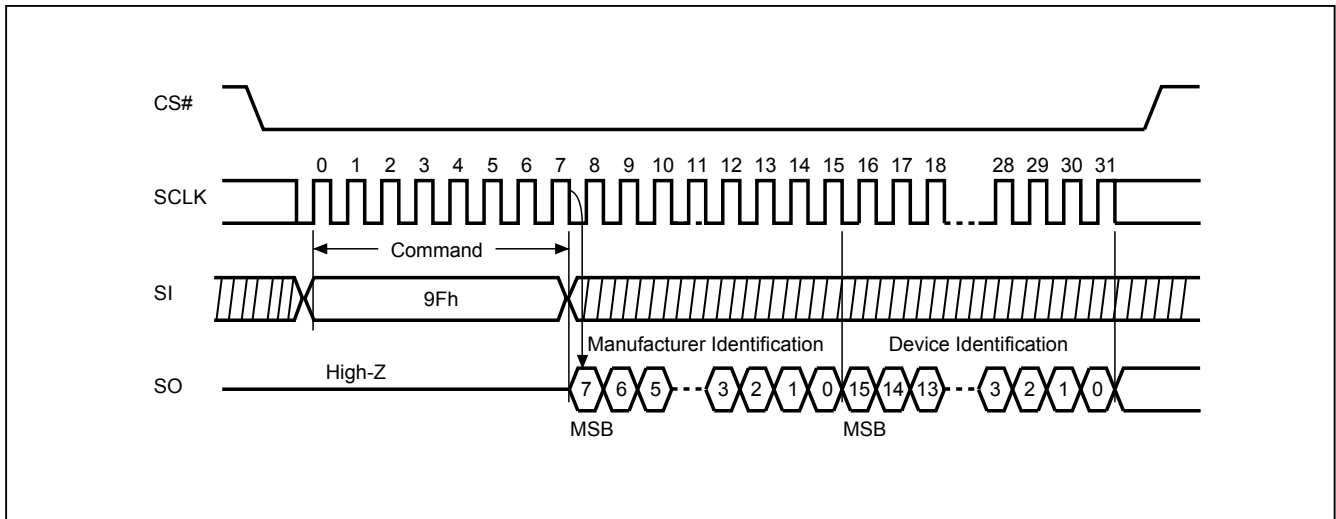 CS#
0 1 2 3 4 5 6 7 8 9 10 11 12 13 14 15 16 17 18 28 29 30 31
SCLK
Command
SI
9Fh
Manufacturer Identification Device Identification
High-Z
SO
7 6 5 3 2 1 0 15 14 13 3 2 1 0
MSB MSB